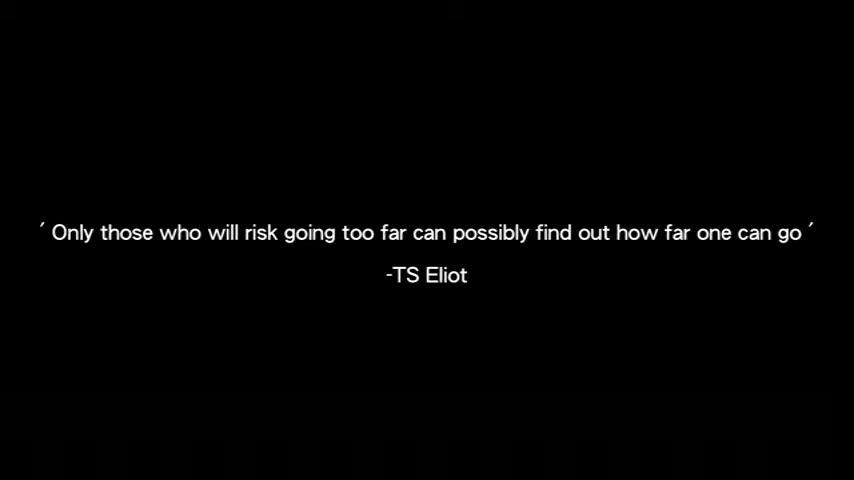 ´ Only those who will risk going too far can possibly find out how far one can go ´
-TS Eliot